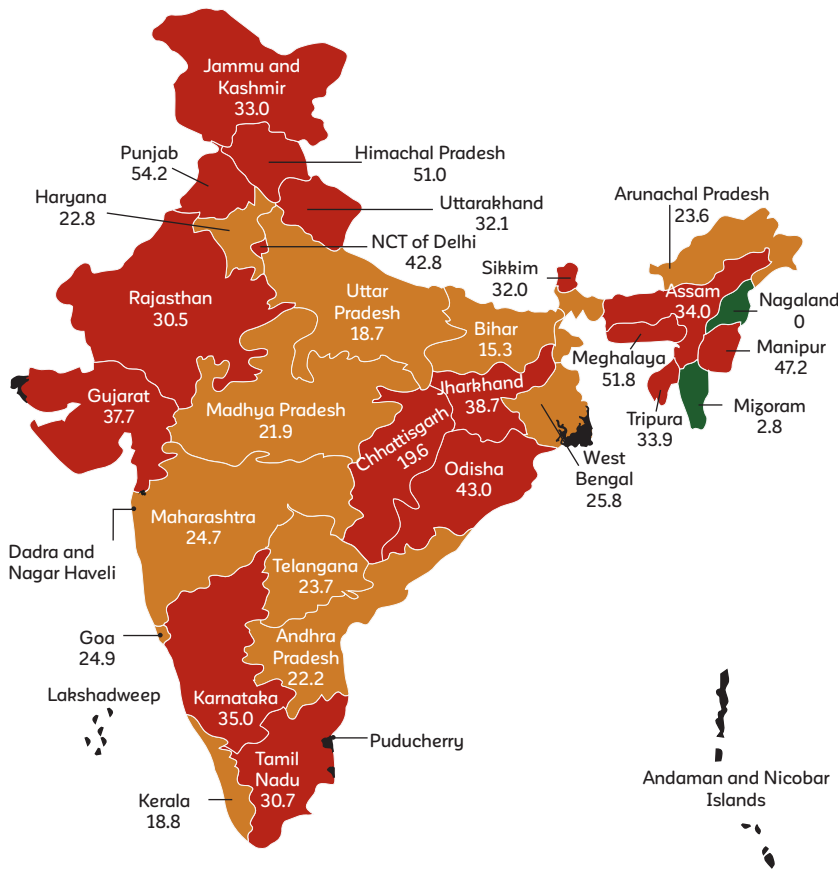 Jammu and
Kashmir
33.0
Punjab
54.2
Himachal Pradesh
51.0
Haryana
22.8
Uttarakhand
32.1
Arunachal Pradesh
23.6
NCT of Delhi
42.8
Sikkim
32.0
Rajasthan
30.5
Uttar
Pradesh
18.7
Assam
34.0
Nagaland
0
Bihar
15.3
Meghalaya
51.8
Manipur
47.2
Gujarat
37.7
Jharkhand
38.7
Madhya Pradesh
21.9
Chhattisgarh
19.6
Tripura
33.9
Mizoram
2.8
Odisha
43.0
West
Bengal
25.8
Maharashtra
24.7
Dadra and
Nagar Haveli
Telangana
23.7
Goa
24.9
Andhra
Pradesh
22.2
Lakshadweep
Karnataka
35.0
Puducherry
Tamil
Nadu
30.7
Andaman and Nicobar
Islands
Kerala
18.8